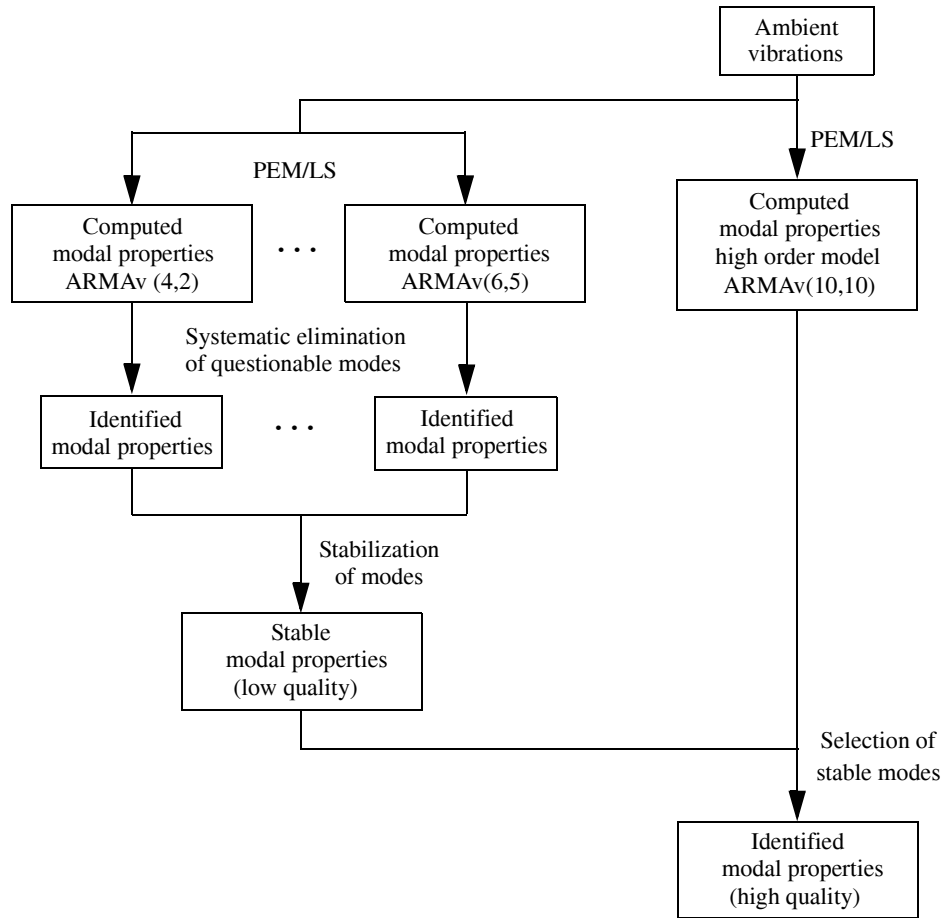 Ambient
vibrations
PEM/LS
PEM/LS
Computed
modal properties
ARMAv (4,2)
. . .
Computed
modal properties
ARMAv(6,5)
Computed
modal properties
high order model
ARMAv(10,10)
Systematic elimination
of questionable modes
Identified
modal properties
. . .
Identified
modal properties
Stabilization
of modes
Stable
modal properties
(low quality)
Selection of
stable modes
Identified
modal properties
(high quality)